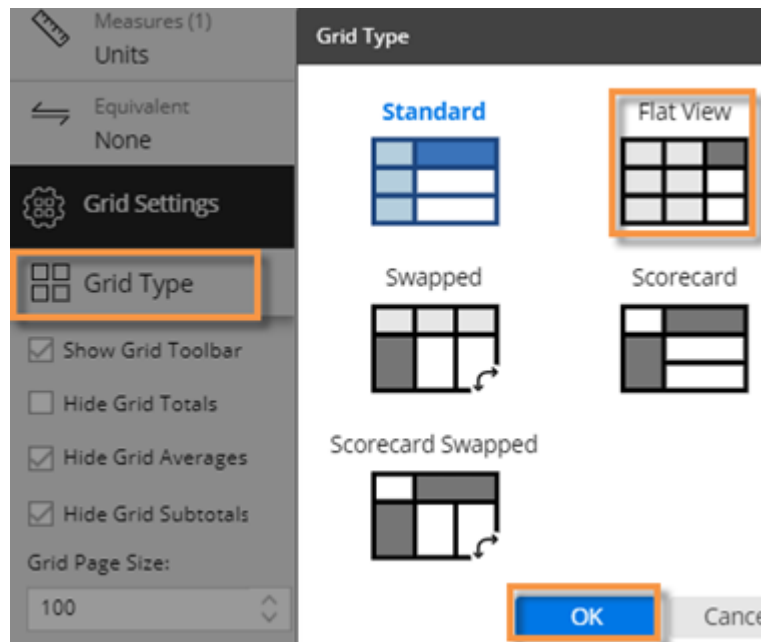 Measures (1)
Units
Equivalent
None
Grid Settings
Grid Type
Show Grid Toolbar
Hide Grid Totals
Hide Grid Averages
Hide Grid Subtotals
Grid Page Size:
100
Grid Type
Standard
Flat View
Swapped
Scorecard
Scorecard Swapped
OK
Cance